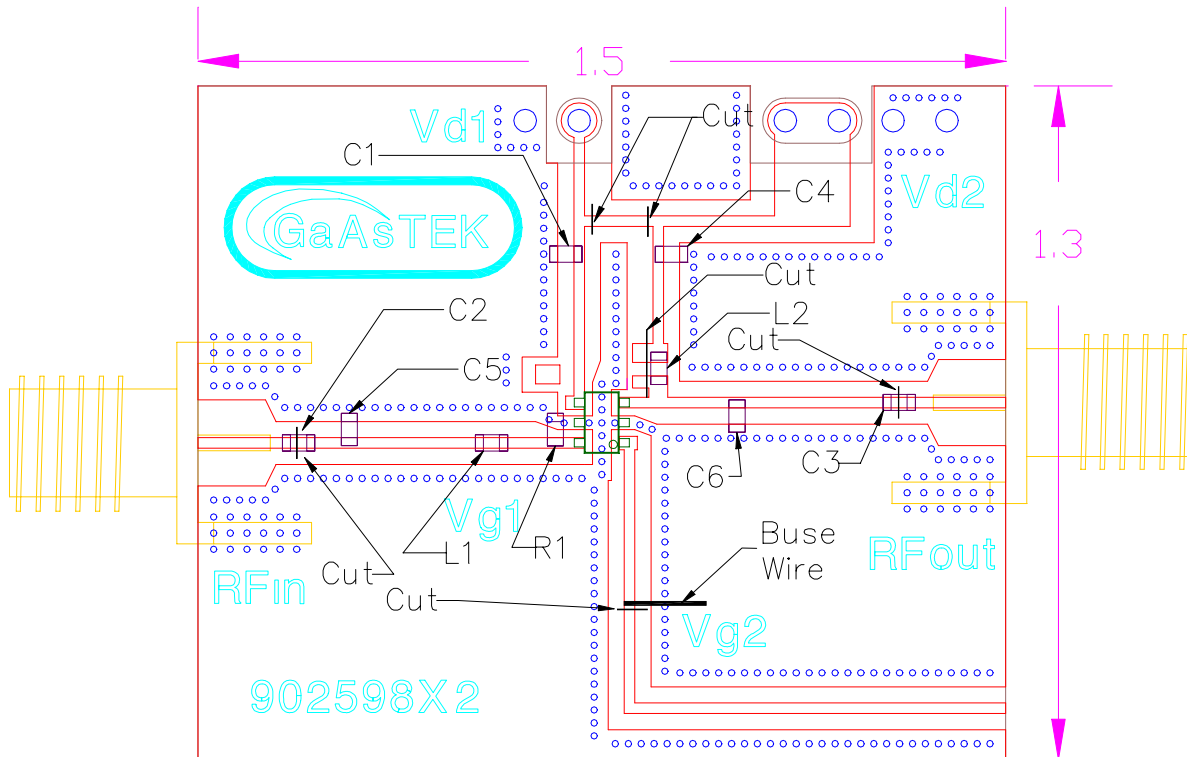 1.5
Vd1
Cut
C1
C4
Vd2
GaAsTEK
1.3
Cut
C2
L2
Cut
C5
C6
C3
Vg1
L1
R1
Buse
Wire
RFout
Cut
RFin
Cut
Vg2
902598X2